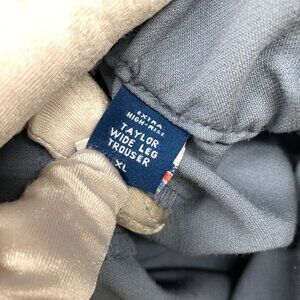 EXTRA
HIGH-RISE
TAYLOR
WIDE LEG
TROUSER
XL